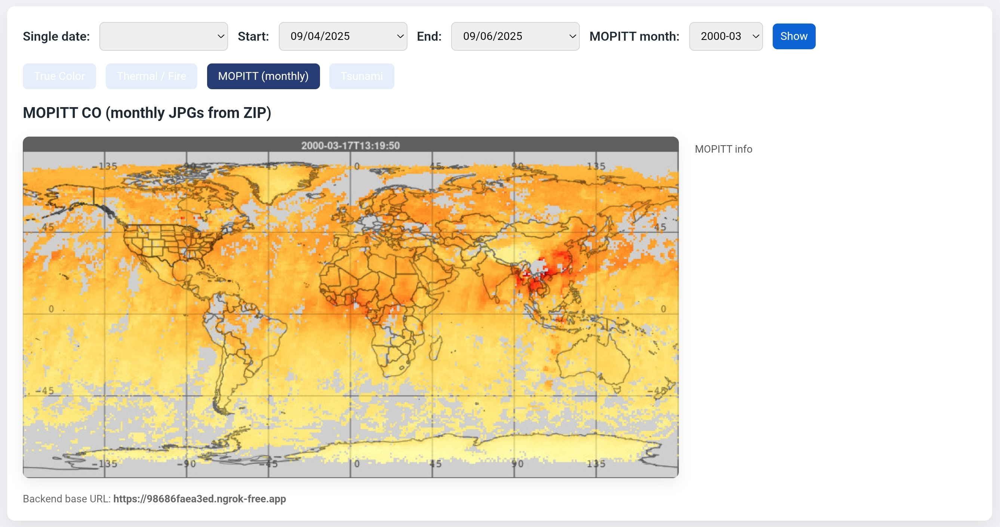 Single date: Start: 09/04/2025 End: 09/06/2025 MOPITT month: 2000-03 Show
True Color Thermal / Fire MOPITT (monthly) Tsunami
MOPITT CO (monthly JPGs from ZIP)
2000-03-17T13:19:50
MOPITT info
-135 -90 -45 0 45 90 135
45 45
0 0
-45 -45
-135 -90 -45 0 45 90 135
Backend base URL: https://98686faea3ed.ngrok-free.app